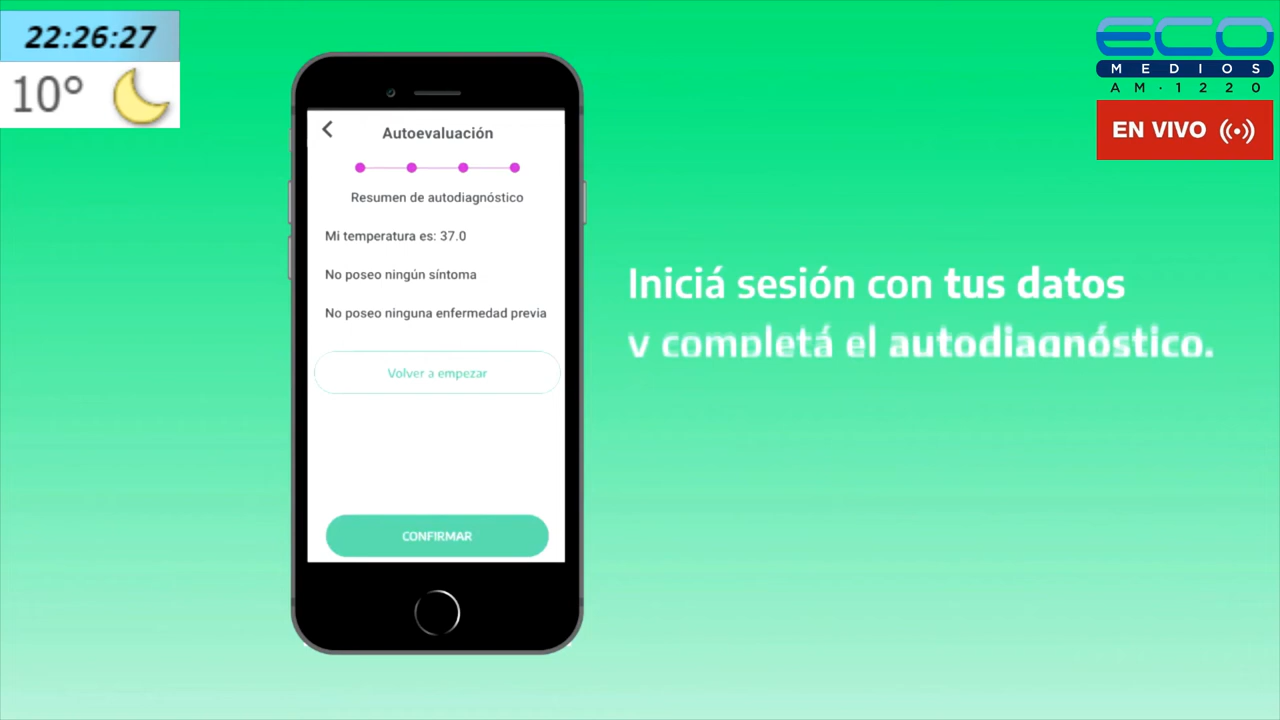 22:26:27
10°
ECO
MEDIOS
AM·1220
EN VIVO
Autoevaluación
Resumen de autodiagnóstico
Mi temperatura es: 37.0
No poseo ningún síntoma
No poseo ninguna enfermedad previa
Volver a empezar
CONFIRMAR
Iniciá sesión con tus datos
y completá el autodiagnóstico.